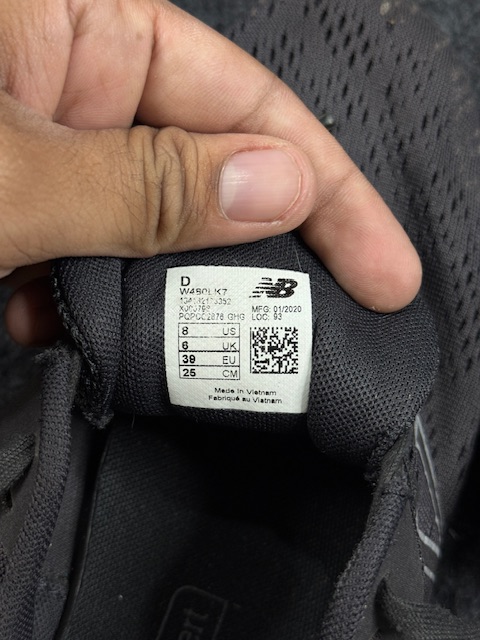 D
W480LK7
NB
MFG: 01/2020
LOC: 93
8 US
6 UK
39 EU
25 CM
Made in Vietnam
Fabriqué au Vietnam